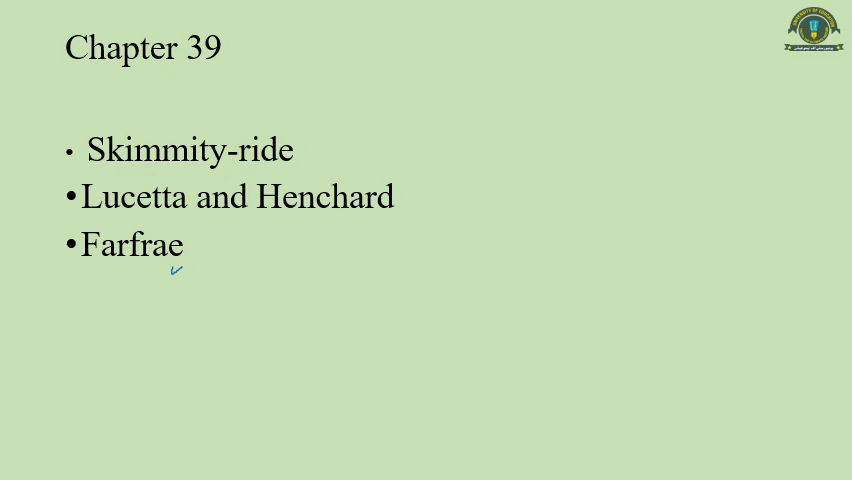 Chapter 39
• Skimmity-ride
• Lucetta and Henchard
• Farfrae